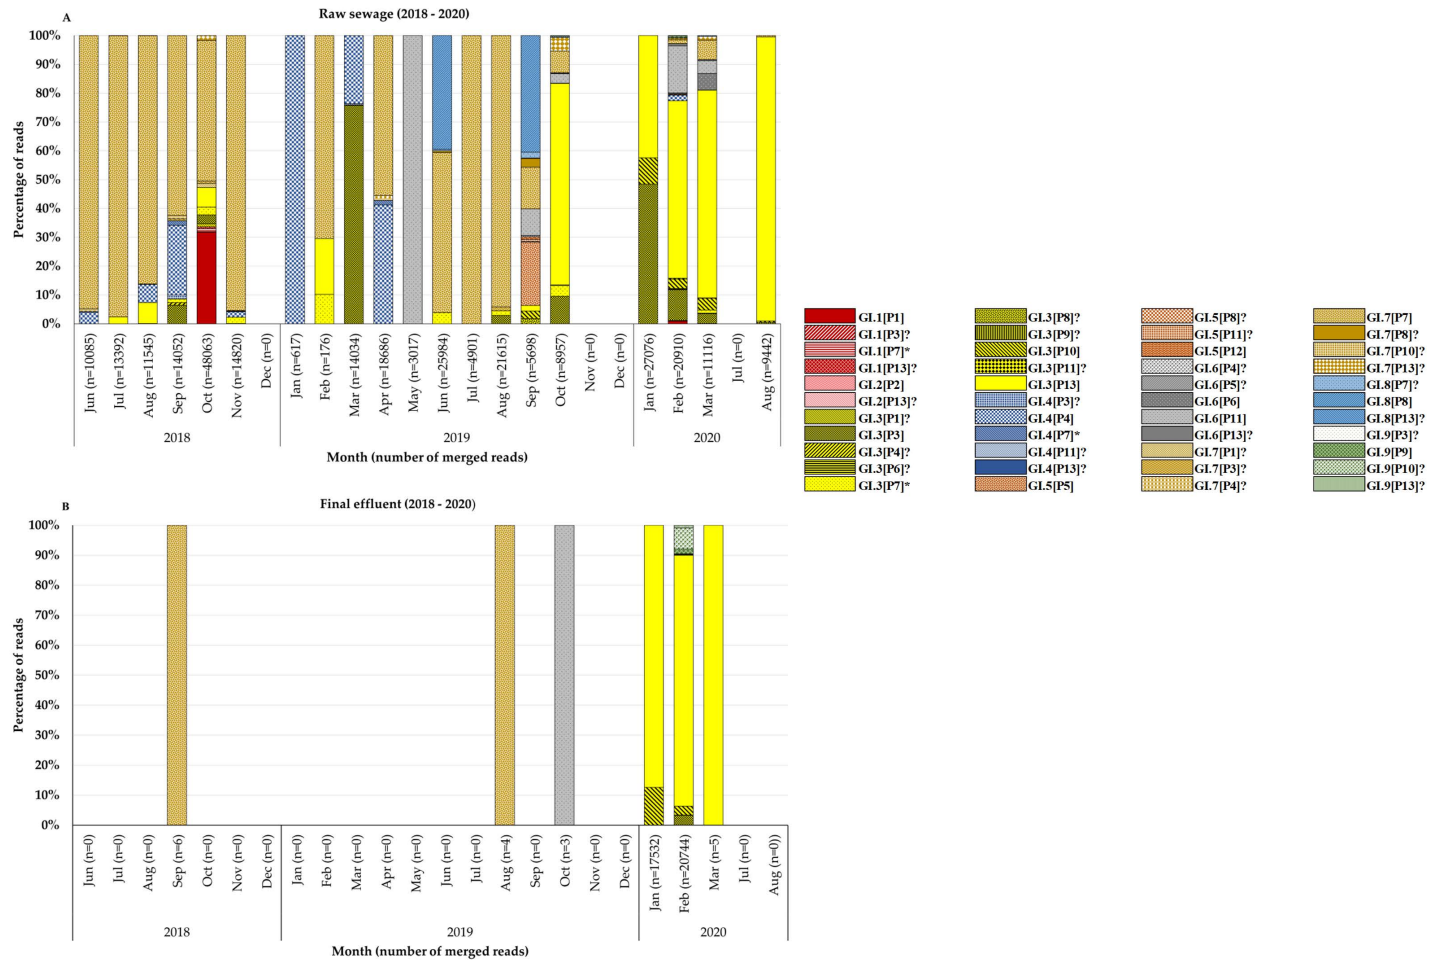 A
Raw sewage (2018 - 2020)
Percentage of reads
100%
90%
80%
70%
60%
50%
40%
30%
20%
10%
0%
Jun (n=10085)
Jul (n=13392)
Aug (n=11545)
Sep (n=14052)
Oct (n=48063)
Nov (n=14820)
Dec (n=0)
Jan (n=617)
Feb (n=176)
Mar (n=14034)
Apr (n=18686)
May (n=3017)
Jun (n=25984)
Jul (n=4901)
Aug (n=21615)
Sep (n=5698)
Oct (n=8957)
Nov (n=0)
Dec (n=0)
Jan (n=27076)
Feb (n=20910)
Mar (n=11116)
Jul (n=0)
Aug (n=9442)
2018
2019
2020
Month (number of merged reads)
GI.1[P1]
GI.1[P3]?
GI.1[P7]*
GI.1[P13]?
GI.2[P2]
GI.2[P13]?
GI.3[P1]?
GI.3[P3]
GI.3[P4]?
GI.3[P6]?
GI.3[P7]*
GI.3[P8]?
GI.3[P9]?
GI.3[P10]
GI.3[P11]?
GI.3[P13]
GI.4[P3]?
GI.4[P4]
GI.4[P7]*
GI.4[P11]?
GI.4[P13]?
GI.5[P5]
GI.5[P8]?
GI.5[P11]?
GI.5[P12]
GI.6[P4]?
GI.6[P5]?
GI.6[P6]
GI.6[P11]
GI.6[P13]?
GI.7[P1]?
GI.7[P3]?
GI.7[P4]?
GI.7[P7]
GI.7[P8]?
GI.7[P10]?
GI.7[P13]?
GI.8[P7]?
GI.8[P8]
GI.8[P13]?
GI.9[P3]?
GI.9[P9]
GI.9[P10]?
GI.9[P13]?
B
Final effluent (2018 - 2020)
Percentage of reads
100%
90%
80%
70%
60%
50%
40%
30%
20%
10%
0%
Jun (n=0)
Jul (n=0)
Aug (n=0)
Sep (n=6)
Oct (n=0)
Nov (n=0)
Dec (n=0)
Jan (n=0)
Feb (n=0)
Mar (n=0)
Apr (n=0)
May (n=0)
Jun (n=0)
Jul (n=0)
Aug (n=4)
Sep (n=0)
Oct (n=3)
Nov (n=0)
Dec (n=0)
Jan (n=17532)
Feb (n=20744)
Mar (n=5)
Jul (n=0)
Aug (n=0))
2018
2019
2020
Month (number of merged reads)